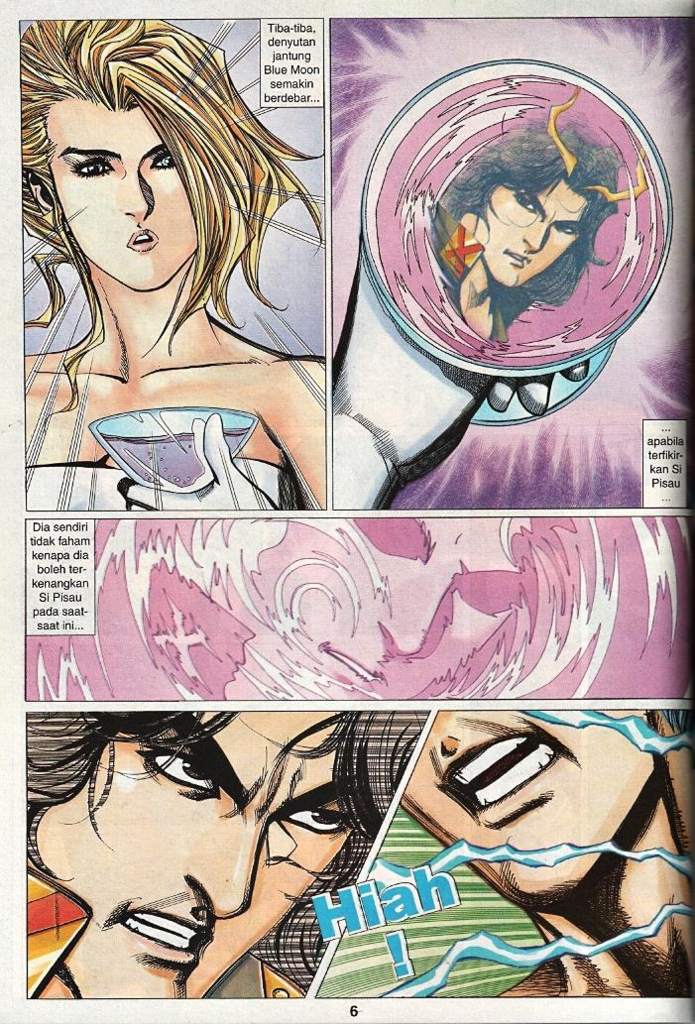 Tiba-tiba,
denyutan
jantung
Blue Moon
semakin
berdebar...
...
apabila
terfikir-
kan Si
Pisau
...
Dia sendiri
tidak faham
kenapa dia
boleh ter-
kenangkan
Si Pisau
pada saat-
saat ini...
Hiah
!
6